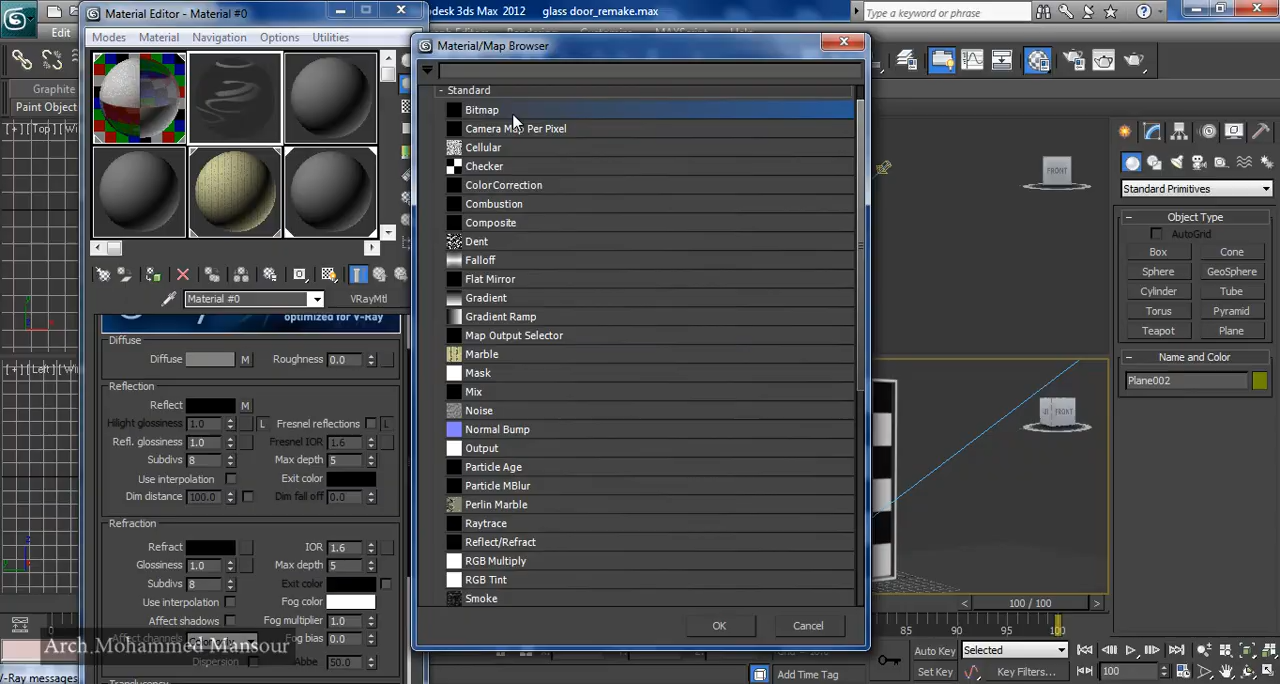 Material Editor - Material #0
odesk 3ds Max 2012 glass door_remake.max
Type a keyword or phrase
Edit
Modes Material Navigation Options Utilities
Material/Map Browser
Graphite
Paint Object
[+][Top]
[+][Left]
- Standard
Bitmap
Camera Map Per Pixel
Cellular
Checker
ColorCorrection
Combustion
Composite
Dent
Falloff
Flat Mirror
Gradient
Gradient Ramp
Map Output Selector
Marble
Mask
Mix
Noise
Normal Bump
Output
Particle Age
Particle MBlur
Perlin Marble
Raytrace
Reflect/Refract
RGB Multiply
RGB Tint
Smoke
OK Cancel
Material #0 VRayMtl
optimized for V-Ray
Diffuse
Diffuse M Roughness 0.0
Reflection
Reflect M
Hilight glossiness 1.0 L Fresnel reflections L
Refl. glossiness 1.0 Fresnel IOR 1.6
Subdivs 8 Max depth 5
Use interpolation Exit color
Dim distance 100.0 Dim fall off 0.0
Refraction
Refract IOR 1.6
Glossiness 1.0 Max depth 5
Subdivs 8 Exit color
Use interpolation Fog color
Affect shadows Fog multiplier 1.0
Affect channels Fog bias 0.0
Dispersion Abbe 50.0
Translucency
Arch.Mohammed Mansour
V-Ray messages
FRONT
FRONT
Standard Primitives
- Object Type
AutoGrid
Box Cone
Sphere GeoSphere
Cylinder Tube
Torus Pyramid
Teapot Plane
- Name and Color
Plane002
< 100 / 100 >
85 90 95 100
Auto Key Selected
Set Key Key Filters... 100
Add Time Tag